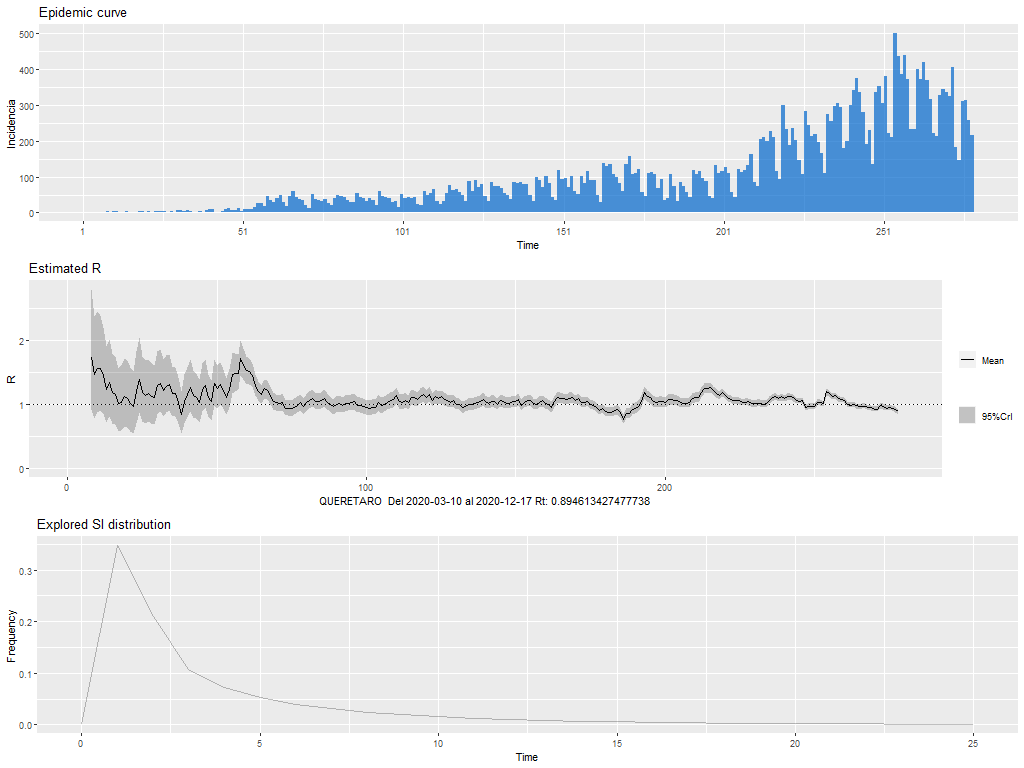 Epidemic curve
500
400
300
200
100
0
Incidencia
1 51 101 151 201 251
Time
Estimated R
2
1
0
R
0 100 200
QUERETARO Del 2020-03-10 al 2020-12-17 Rt: 0.894613427477738
Mean
95%CrI
Explored SI distribution
0.3
0.2
0.1
0.0
Frequency
0 5 10 15 20 25
Time